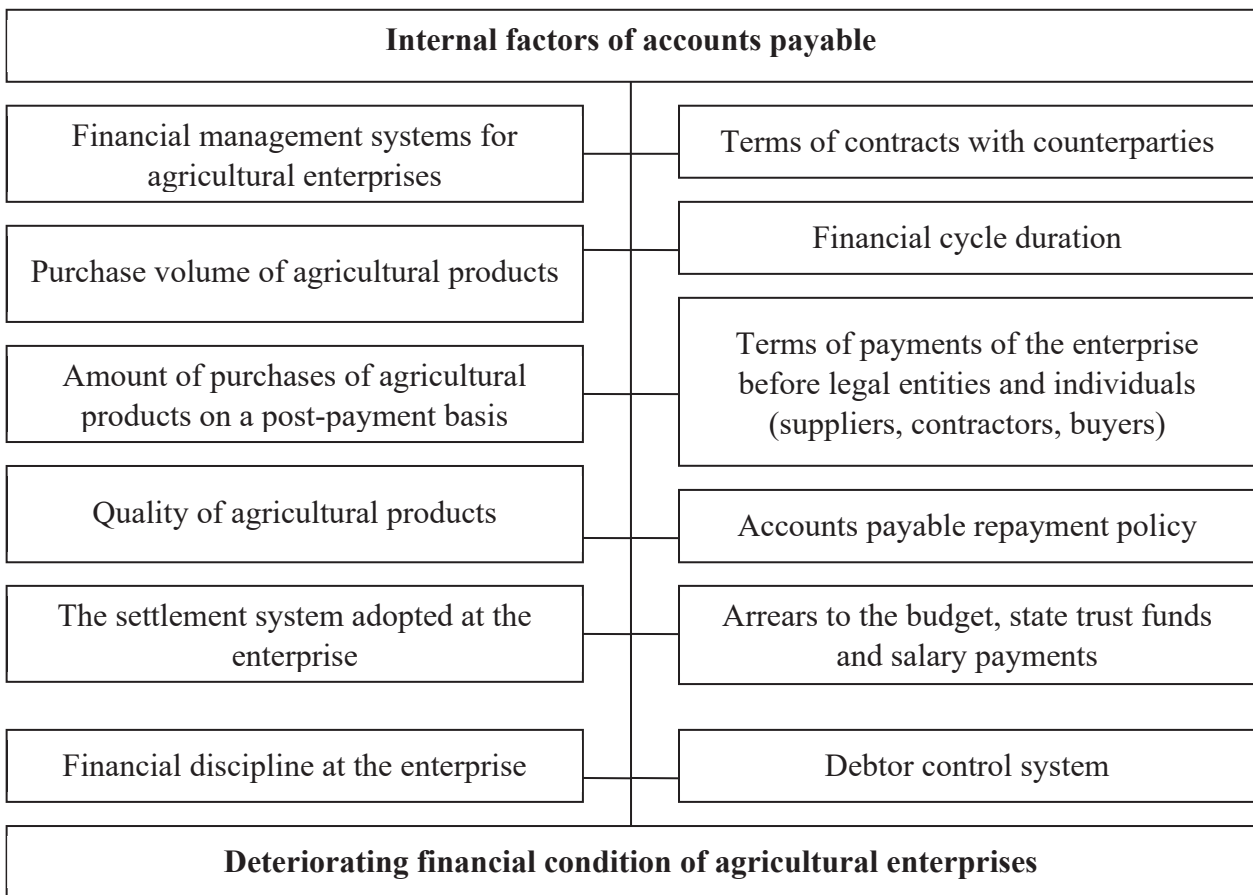 Internal factors of accounts payable
Financial management systems for
agricultural enterprises
Terms of contracts with counterparties
Purchase volume of agricultural products
Financial cycle duration
Amount of purchases of agricultural
products on a post-payment basis
Terms of payments of the enterprise
before legal entities and individuals
(suppliers, contractors, buyers)
Quality of agricultural products
Accounts payable repayment policy
The settlement system adopted at the
enterprise
Arrears to the budget, state trust funds
and salary payments
Financial discipline at the enterprise
Debtor control system
Deteriorating financial condition of agricultural enterprises